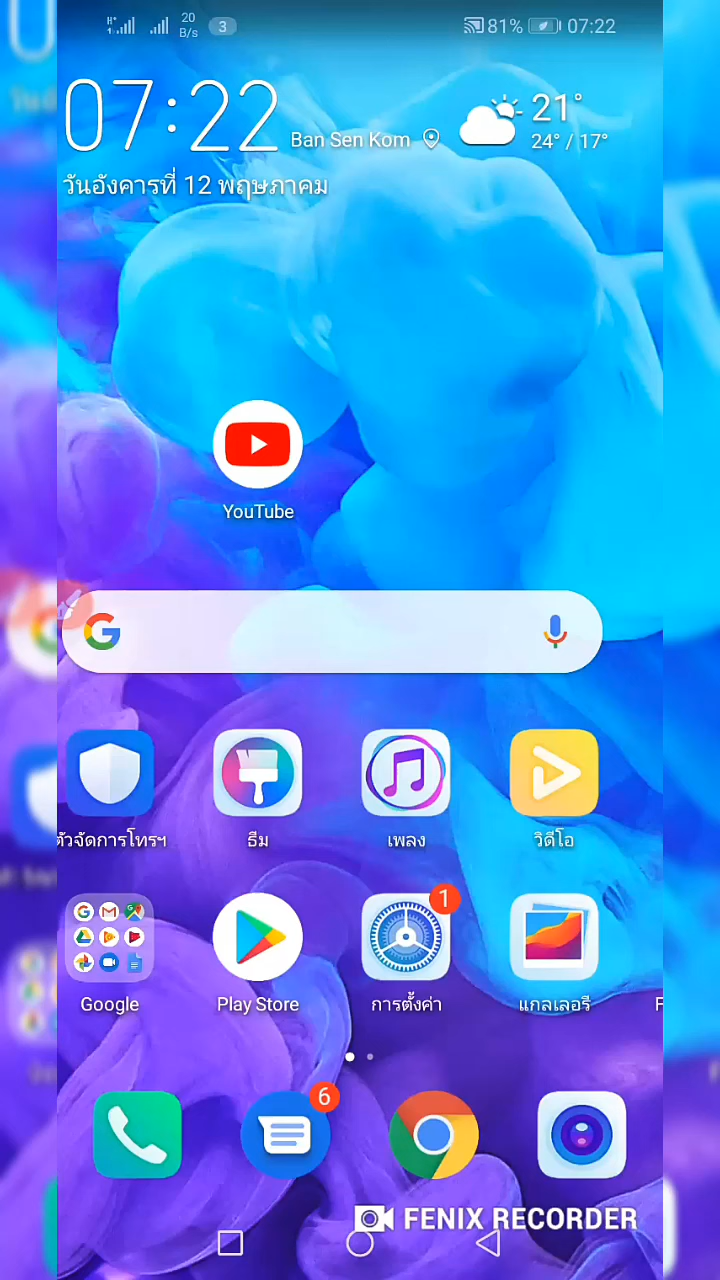 20
B/s
3
81%
07:22
07:22
Ban Sen Kom
21°
24° / 17°
วันอังคารที่ 12 พฤษภาคม
YouTube
ตัวจัดการโทรฯ
ธีม
เพลง
วิดีโอ
1
Google
Play Store
การตั้งค่า
แกลเลอรี
6
FENIX RECORDER